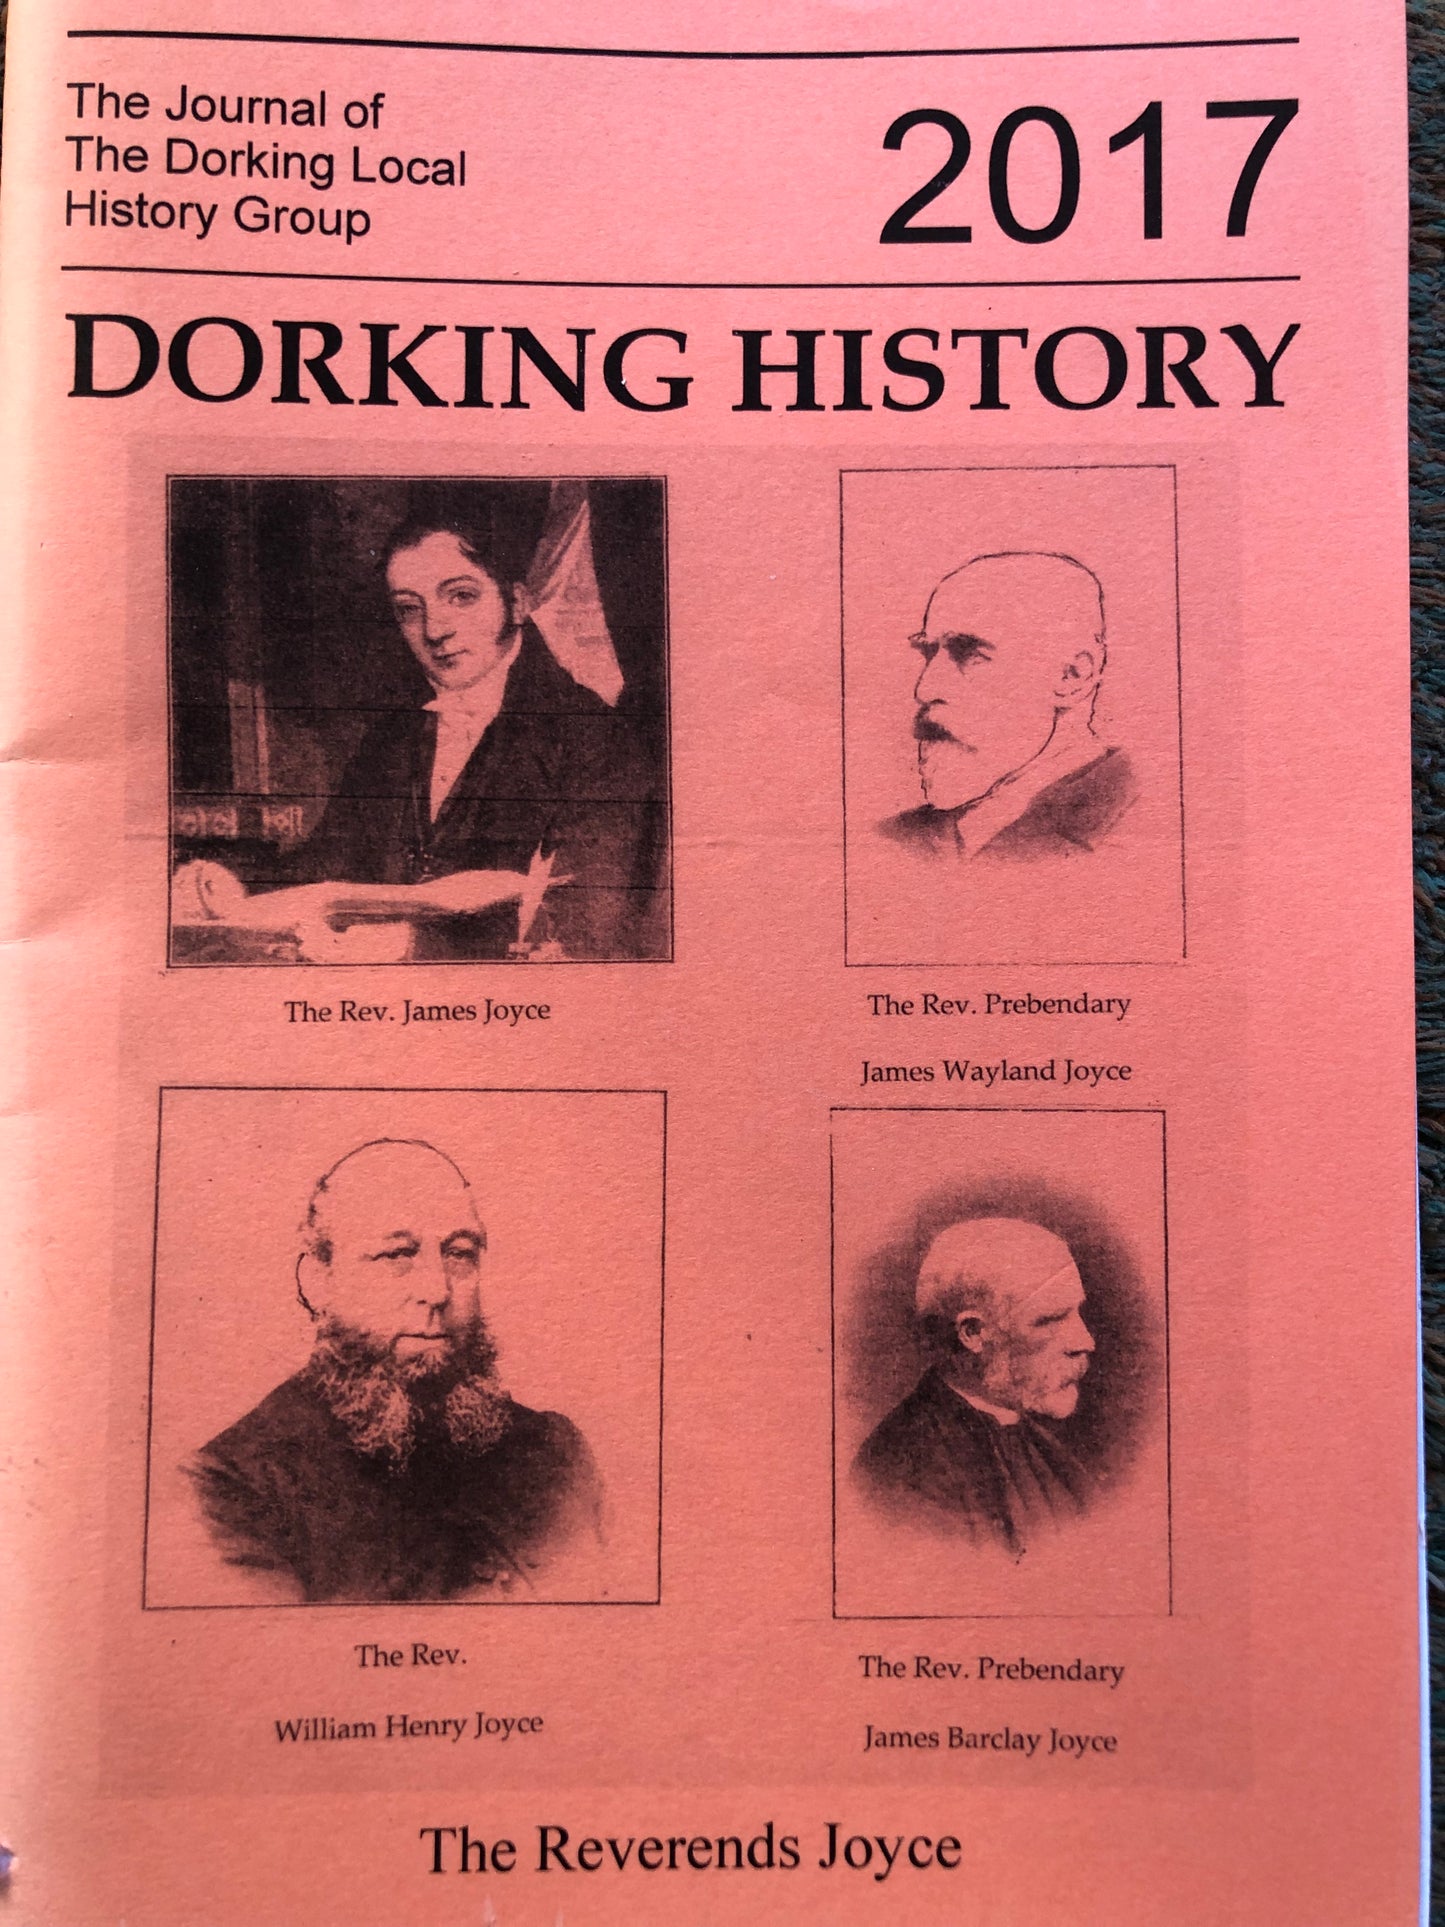 The Journal of
The Dorking Local
History Group
2017
DORKING HISTORY
The Rev. James Joyce
The Rev. Prebendary
James Wayland Joyce
The Rev.
William Henry Joyce
The Rev. Prebendary
James Barclay Joyce
The Reverends Joyce